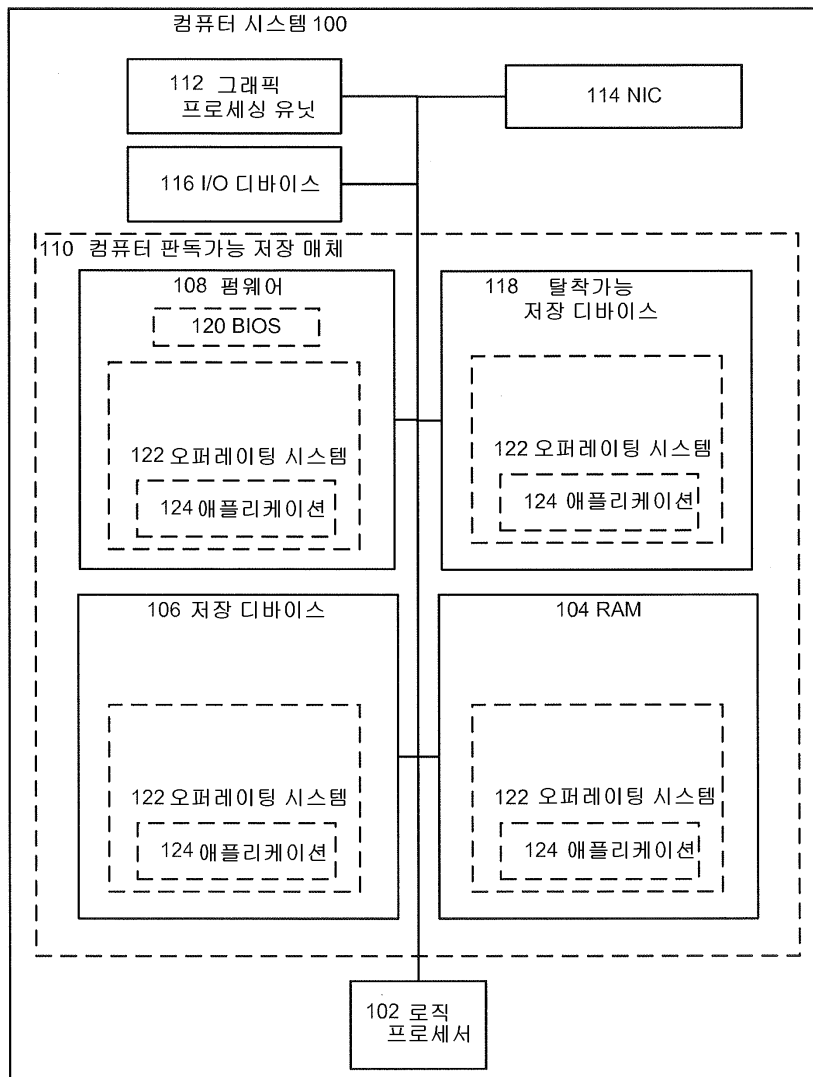 컴퓨터 시스템 100
112 그래픽
프로세싱 유닛
114 NIC
116 I/O 디바이스
110 컴퓨터 판독가능 저장 매체
108 펌웨어
120 BIOS
122 오퍼레이팅 시스템
124 애플리케이션
118 탈착가능
저장 디바이스
122 오퍼레이팅 시스템
124 애플리케이션
106 저장 디바이스
122 오퍼레이팅 시스템
124 애플리케이션
104 RAM
122 오퍼레이팅 시스템
124 애플리케이션
102 로직
프로세서